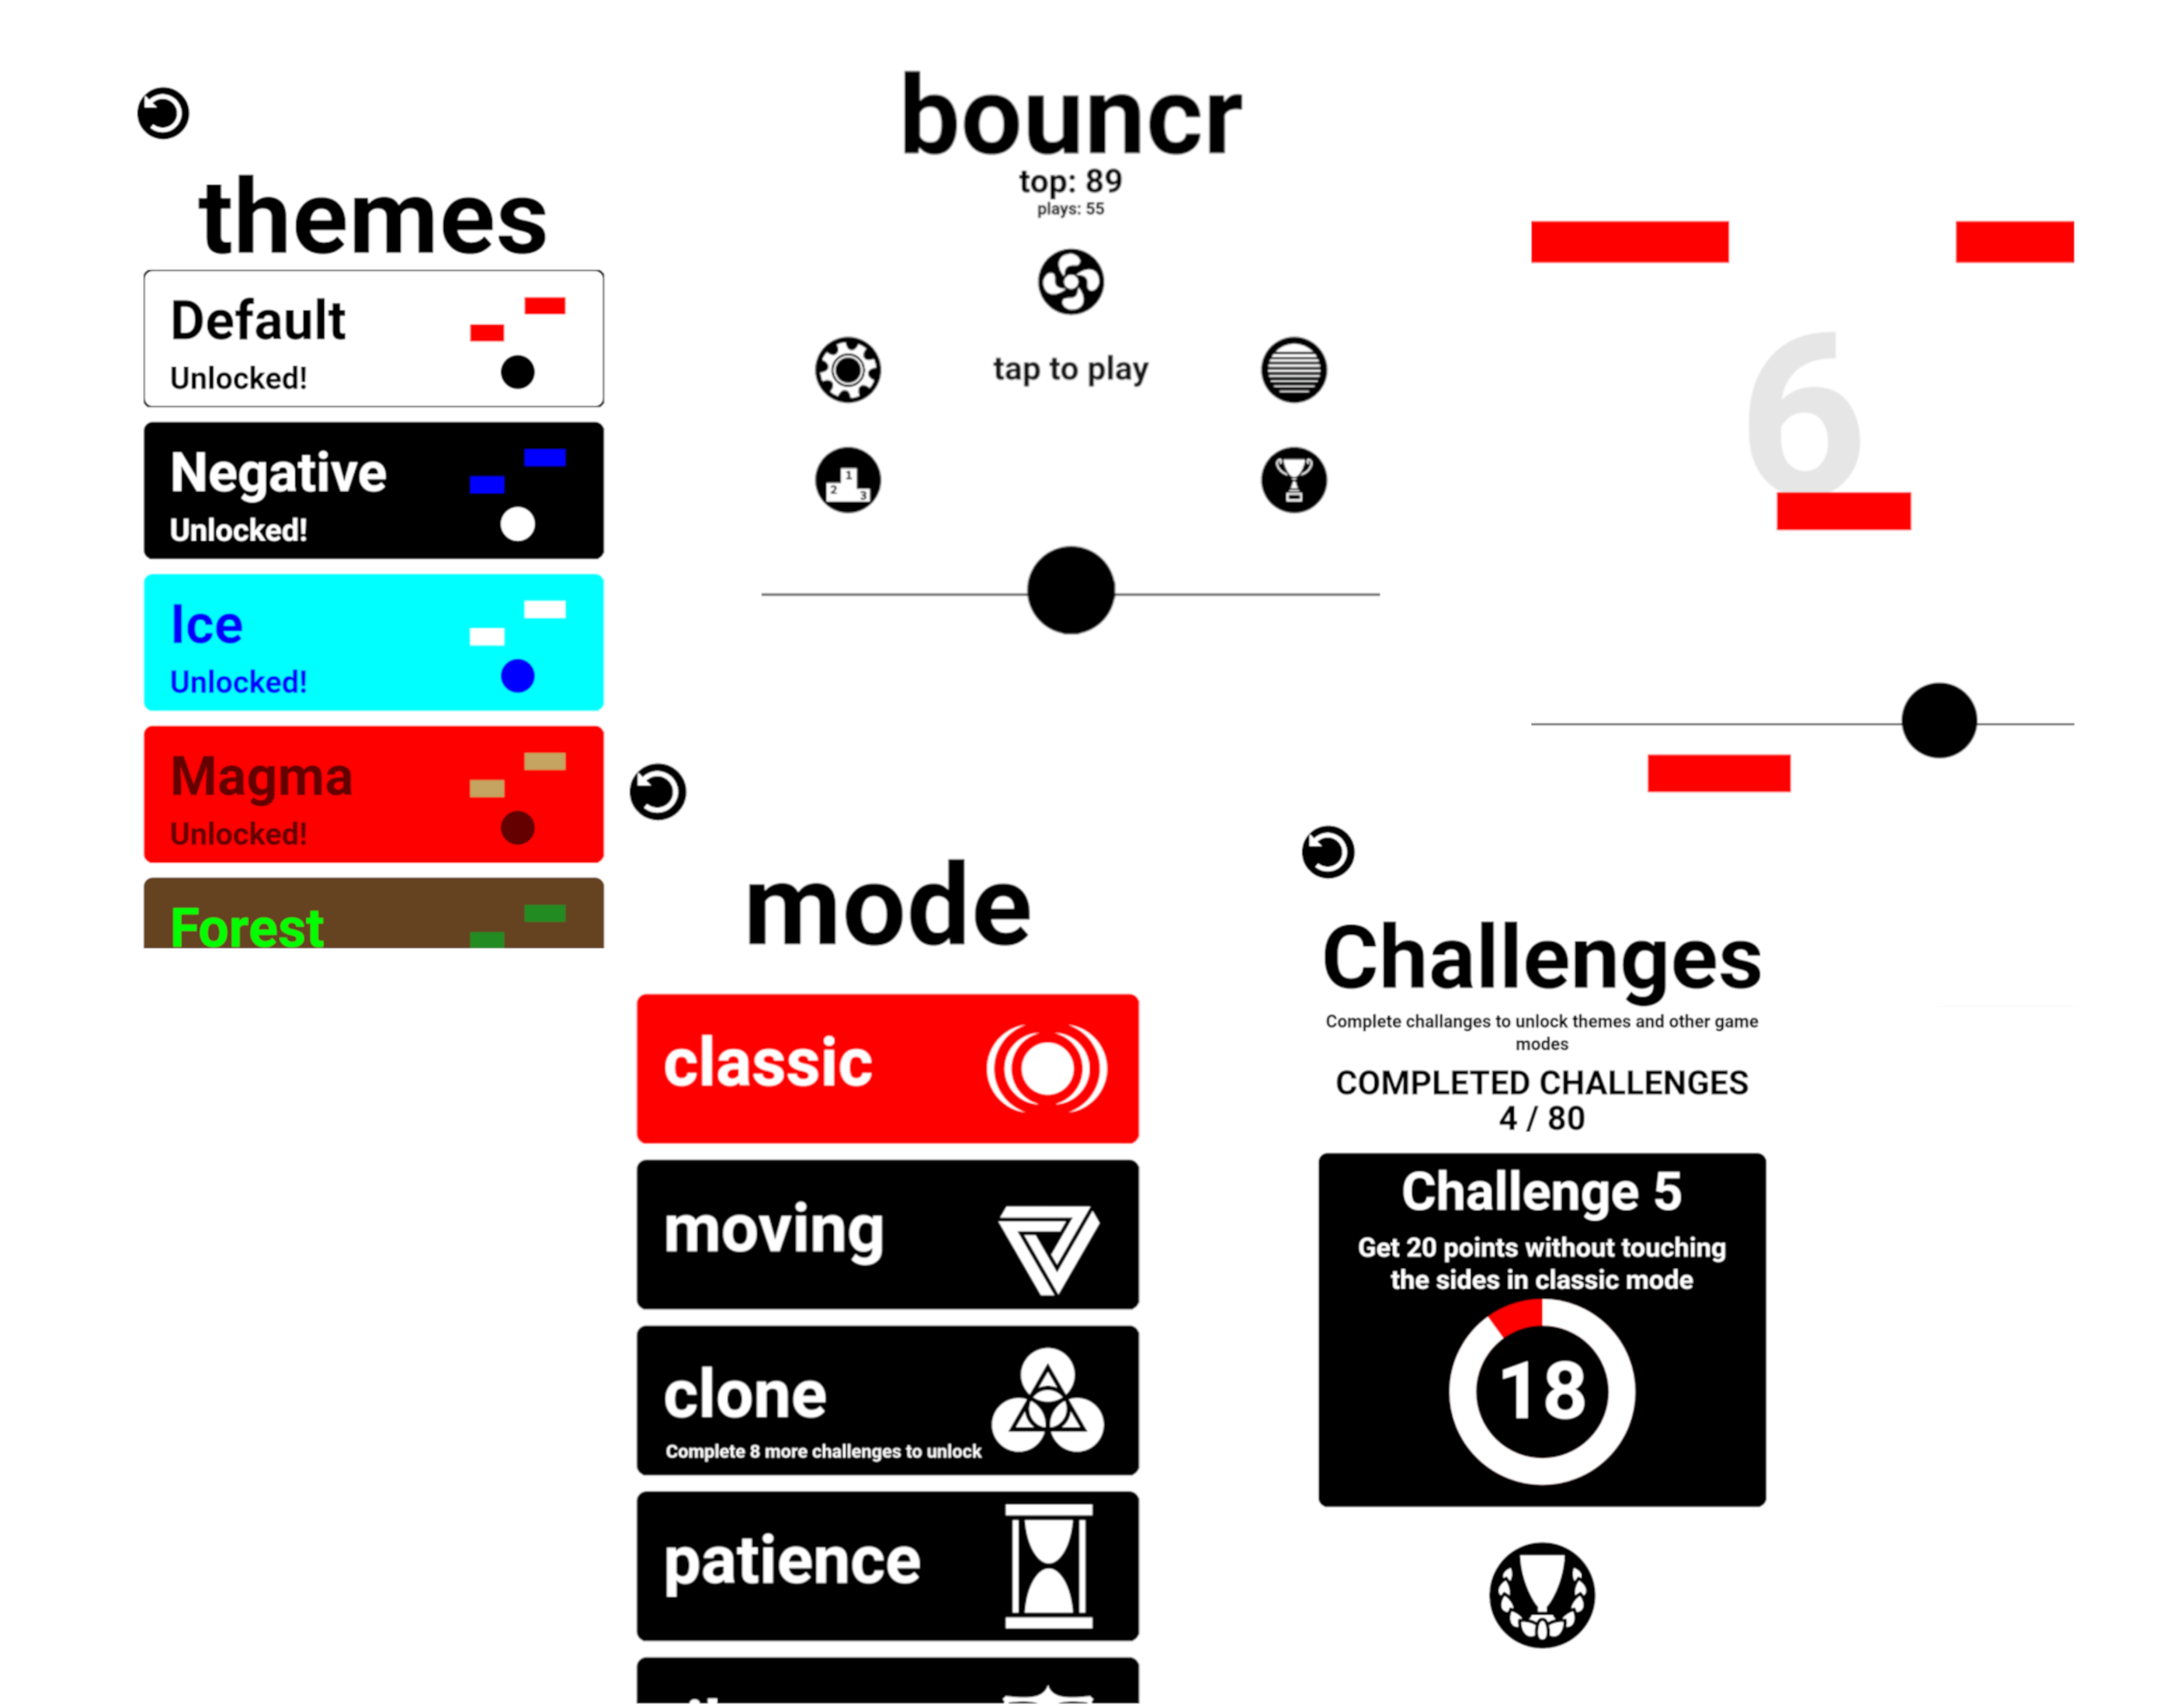 themes
Default
Unlocked!
Negative
Unlocked!
Ice
Unlocked!
Magma
Unlocked!
Forest
bouncr
top: 89
plays: 55
tap to play
1
2
3
6
mode
classic
moving
clone
Complete 8 more challenges to unlock
patience
Challenges
Complete challanges to unlock themes and other game
modes
COMPLETED CHALLENGES
4 / 80
Challenge 5
Get 20 points without touching
the sides in classic mode
18